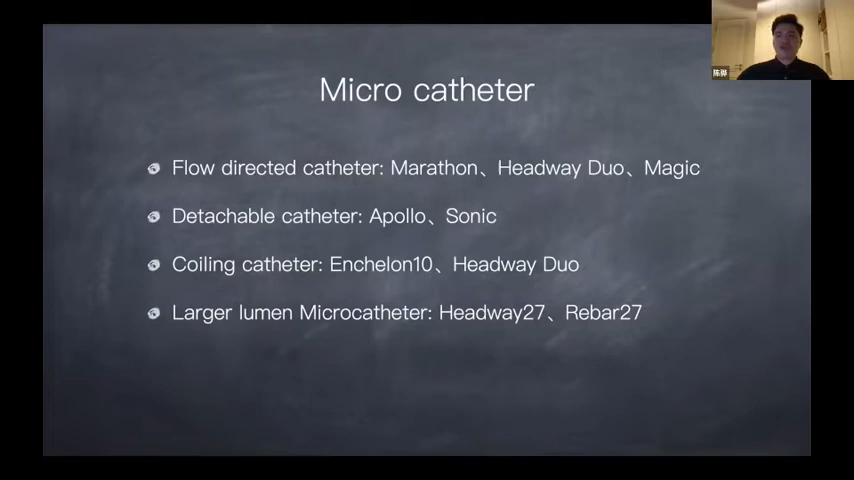 Micro catheter
Flow directed catheter: Marathon、Headway Duo、Magic
Detachable catheter: Apollo、Sonic
Coiling catheter: Enchelon10、Headway Duo
Larger lumen Microcatheter: Headway27、Rebar27